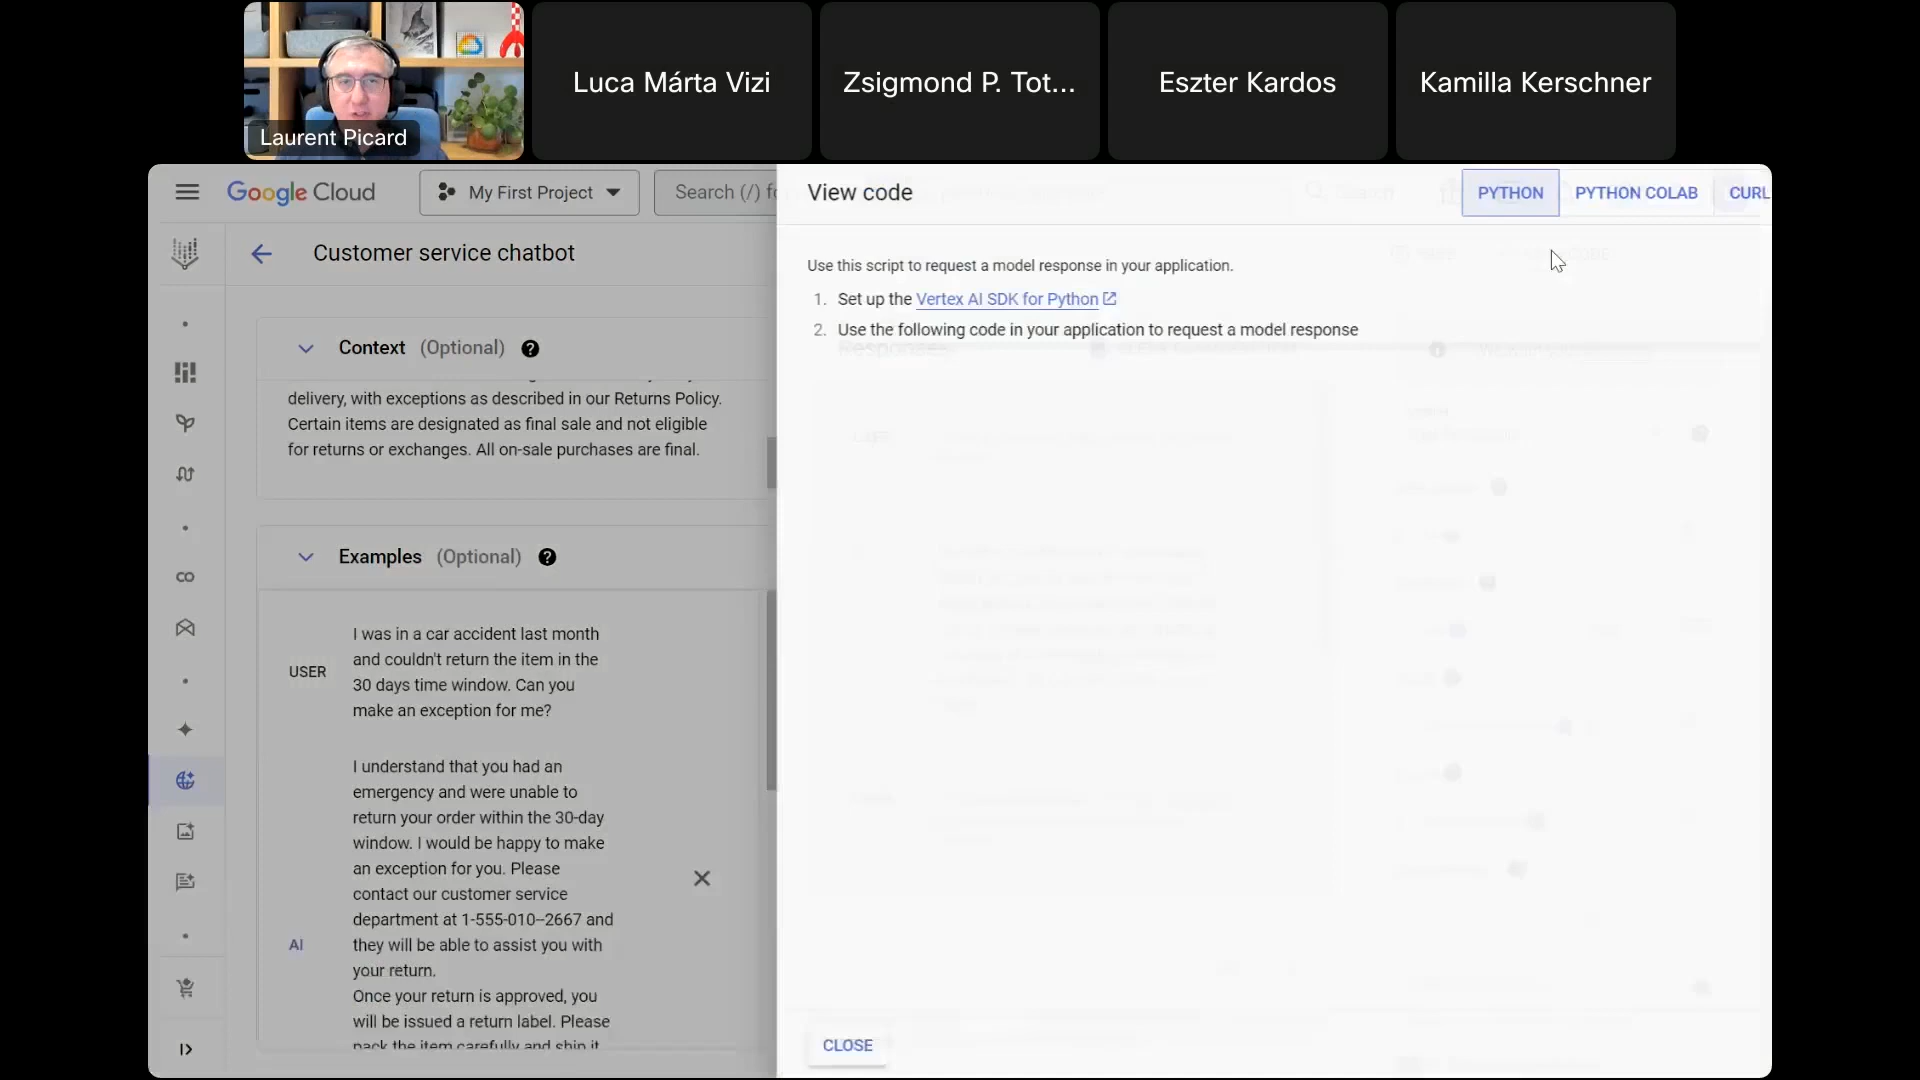 Laurent Picard
Luca Márta Vizi
Zsigmond P. Tot...
Eszter Kardos
Kamilla Kerschner
Google Cloud
My First Project
Search (/) fo
Customer service chatbot
Context (Optional)
delivery, with exceptions as described in our Returns Policy.
Certain items are designated as final sale and not eligible
for returns or exchanges. All on-sale purchases are final.
Examples (Optional)
USER
I was in a car accident last month
and couldn't return the item in the
30 days time window. Can you
make an exception for me?
AI
I understand that you had an
emergency and were unable to
return your order within the 30-day
window. I would be happy to make
an exception for you. Please
contact our customer service
department at 1-555-010–2667 and
they will be able to assist you with
your return.
Once your return is approved, you
will be issued a return label. Please
pack the item carefully and ship it
View code
PYTHON
PYTHON COLAB
CURL
Use this script to request a model response in your application.
1. Set up the Vertex AI SDK for Python
2. Use the following code in your application to request a model response
Responses
CLOSE